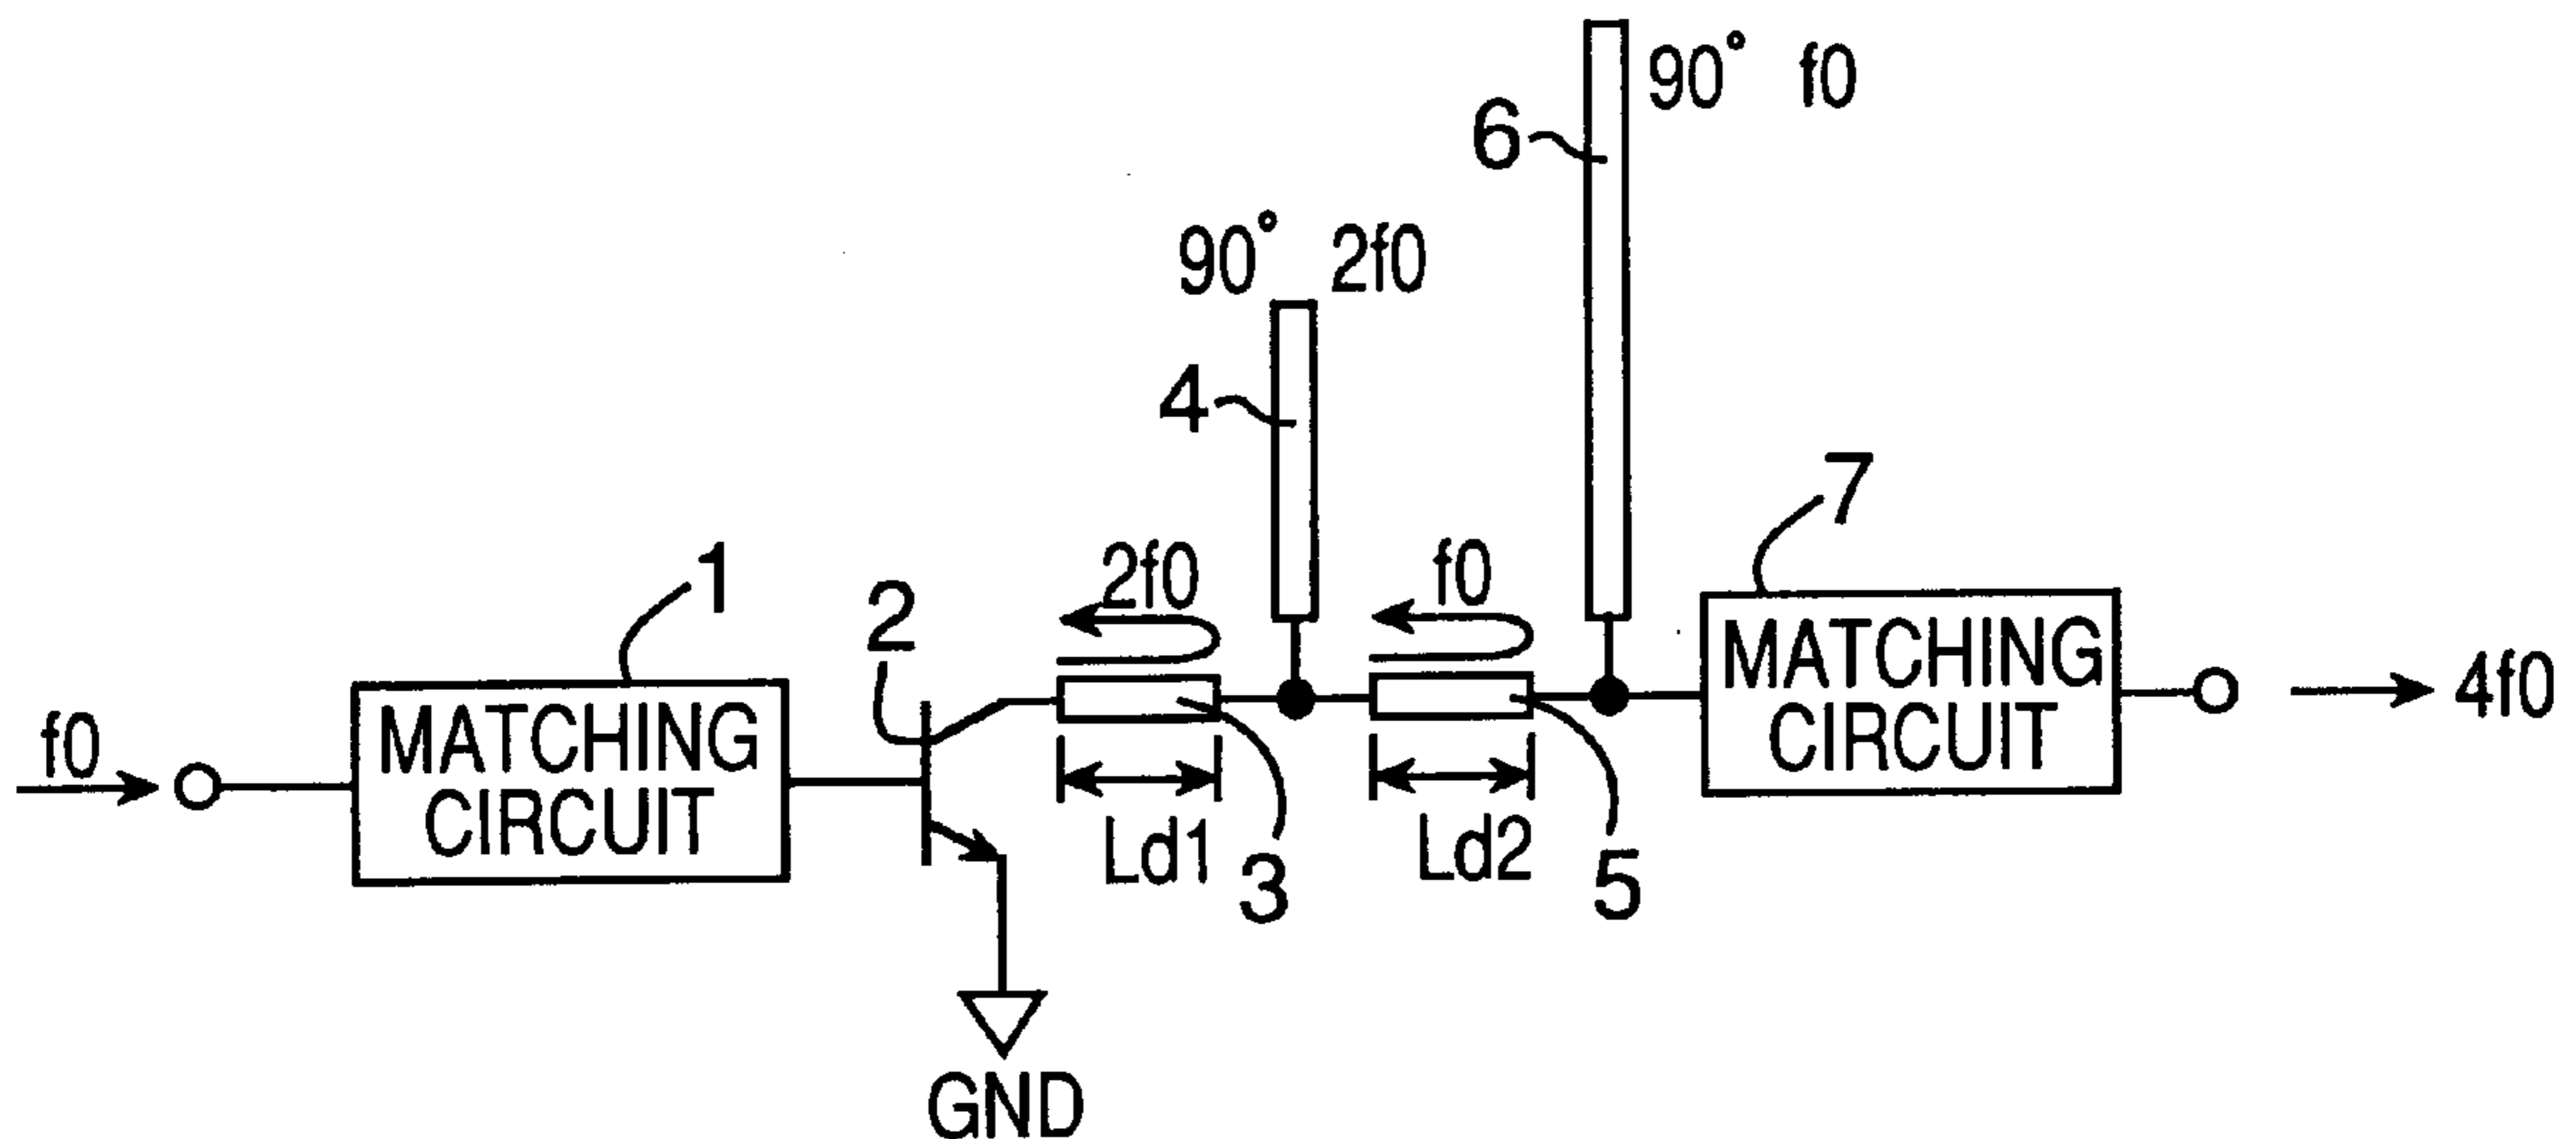 90° f0
6
90° 2f0
4
7
1
2
2f0
f0
f0
MATCHING
CIRCUIT
MATCHING
CIRCUIT
4f0
Ld1
3
Ld2
5
GND